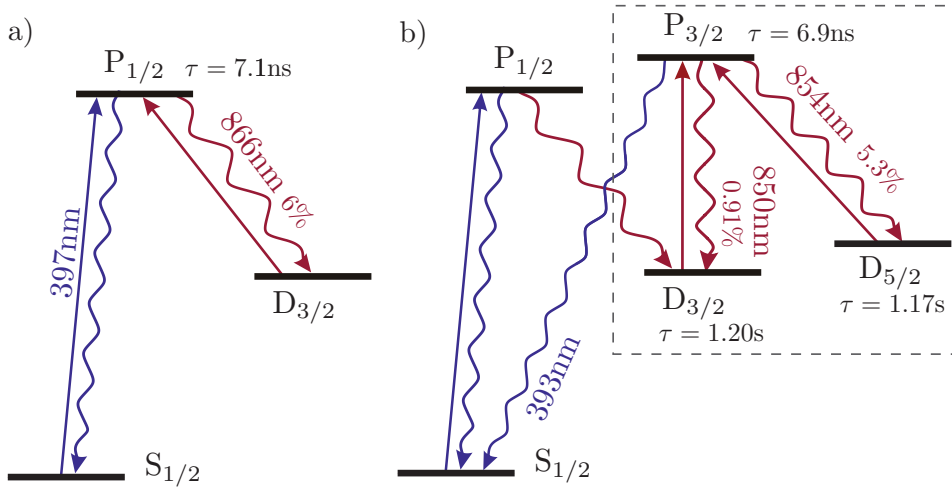 a)
P1/2 τ = 7.1ns
866nm 6%
397nm
D3/2
S1/2
b)
P1/2
P3/2 τ = 6.9ns
854nm 5.3%
850nm
0.91%
D3/2
τ = 1.20s
D5/2
τ = 1.17s
393nm
S1/2